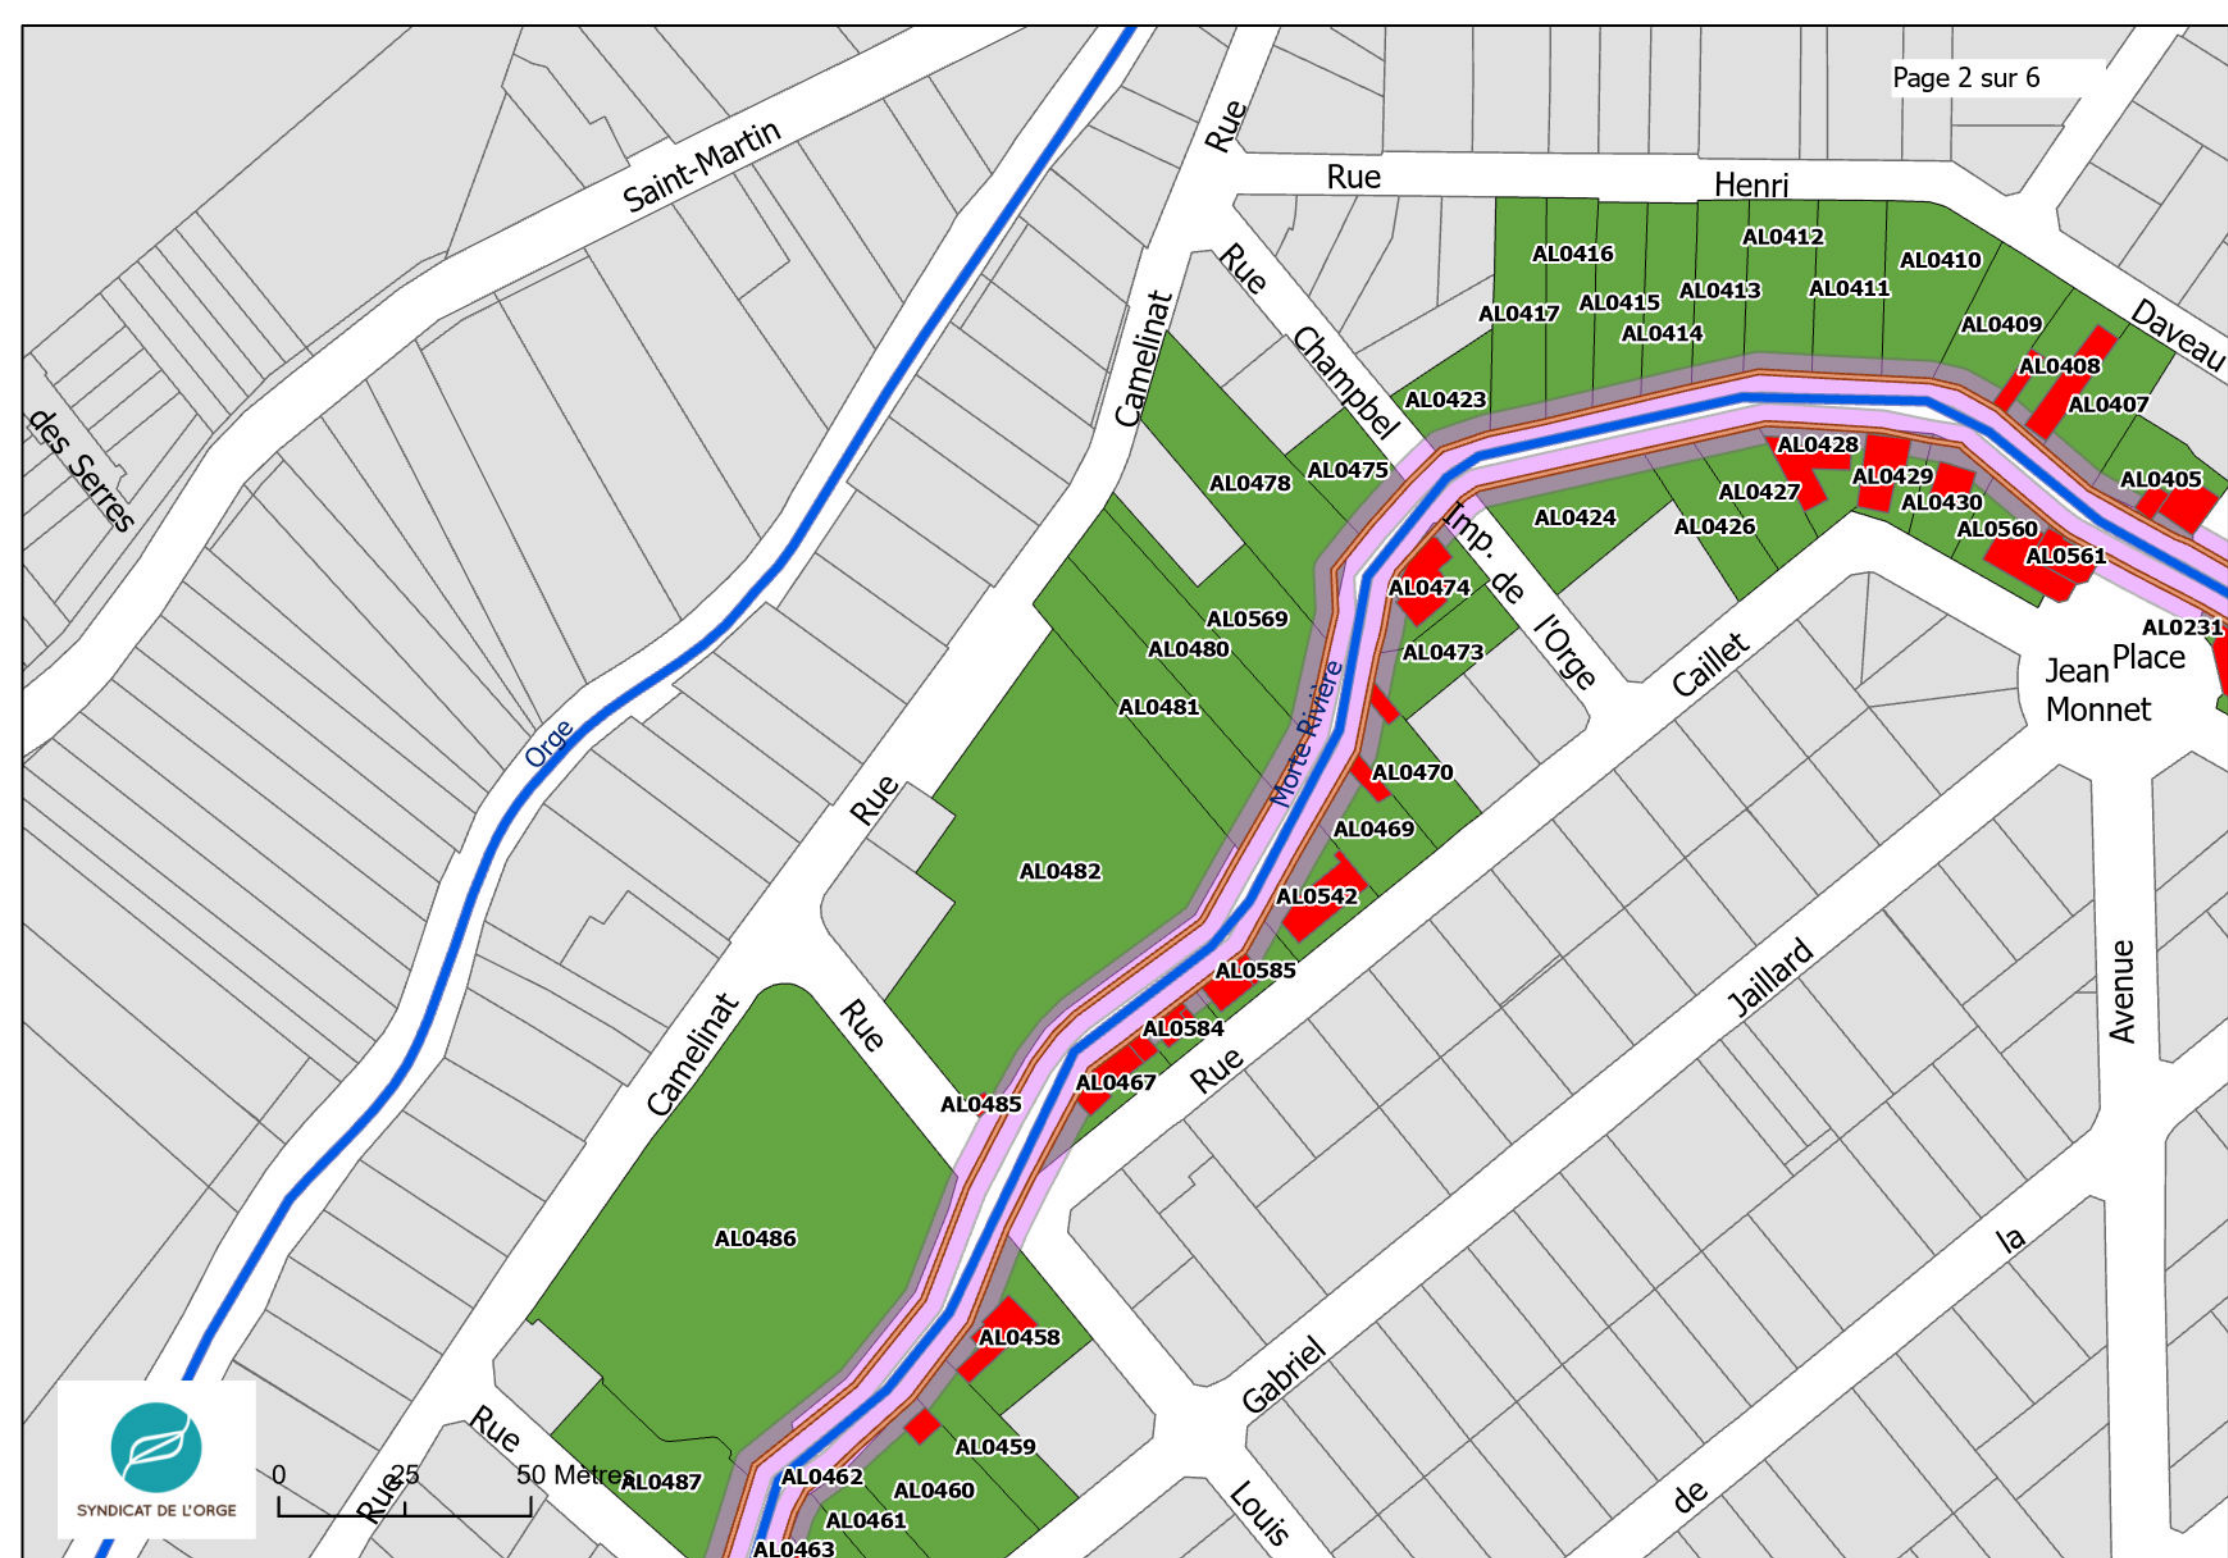 Page 2 sur 6
Rue
Saint-Martin
Rue
Henri
AL0412
AL0416
AL0410
Rue
AL0413
AL0411
AL0415
AL0417
AL0414
AL0409
Daveau
Camelinat
Champbel
AL0408
AL0423
AL0407
des Serres
AL0428
AL0475
AL0478
AL0429
AL0405
AL0427
AL0430
AL0424
AL0426
AL0560
Imp. de l'Orge
AL0561
AL0474
AL0569
AL0231
AL0480
AL0473
Caillet
Place
Jean
Monnet
AL0481
Morte Rivière
Orge
AL0470
Rue
AL0469
AL0482
AL0542
AL0585
Jaillard
Avenue
AL0584
Rue
Camelinat
AL0467
Rue
AL0485
AL0486
la
AL0458
Gabriel
Rue
AL0459
0 25 50 Mètres
AL0487
AL0462
AL0460
de
Rue
SYNDICAT DE L'ORGE
AL0461
Louis
AL0463